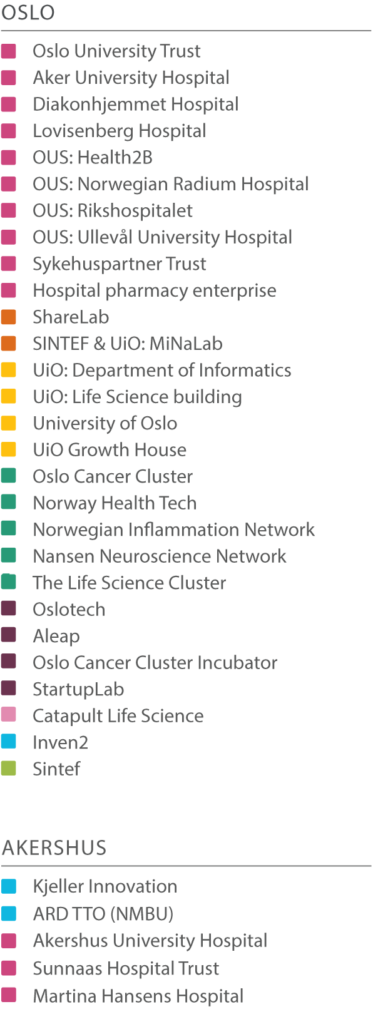 OSLO
Oslo University Trust
Aker University Hospital
Diakonhjemmet Hospital
Lovisenberg Hospital
OUS: Health2B
OUS: Norwegian Radium Hospital
OUS: Rikshospitalet
OUS: Ullevål University Hospital
Sykehuspartner Trust
Hospital pharmacy enterprise
ShareLab
SINTEF & UiO: MiNaLab
UiO: Department of Informatics
UiO: Life Science building
University of Oslo
UiO Growth House
Oslo Cancer Cluster
Norway Health Tech
Norwegian Inflammation Network
Nansen Neuroscience Network
The Life Science Cluster
Oslotech
Aleap
Oslo Cancer Cluster Incubator
StartupLab
Catapult Life Science
Inven2
Sintef
AKERSHUS
Kjeller Innovation
ARD TTO (NMBU)
Akershus University Hospital
Sunnaas Hospital Trust
Martina Hansens Hospital